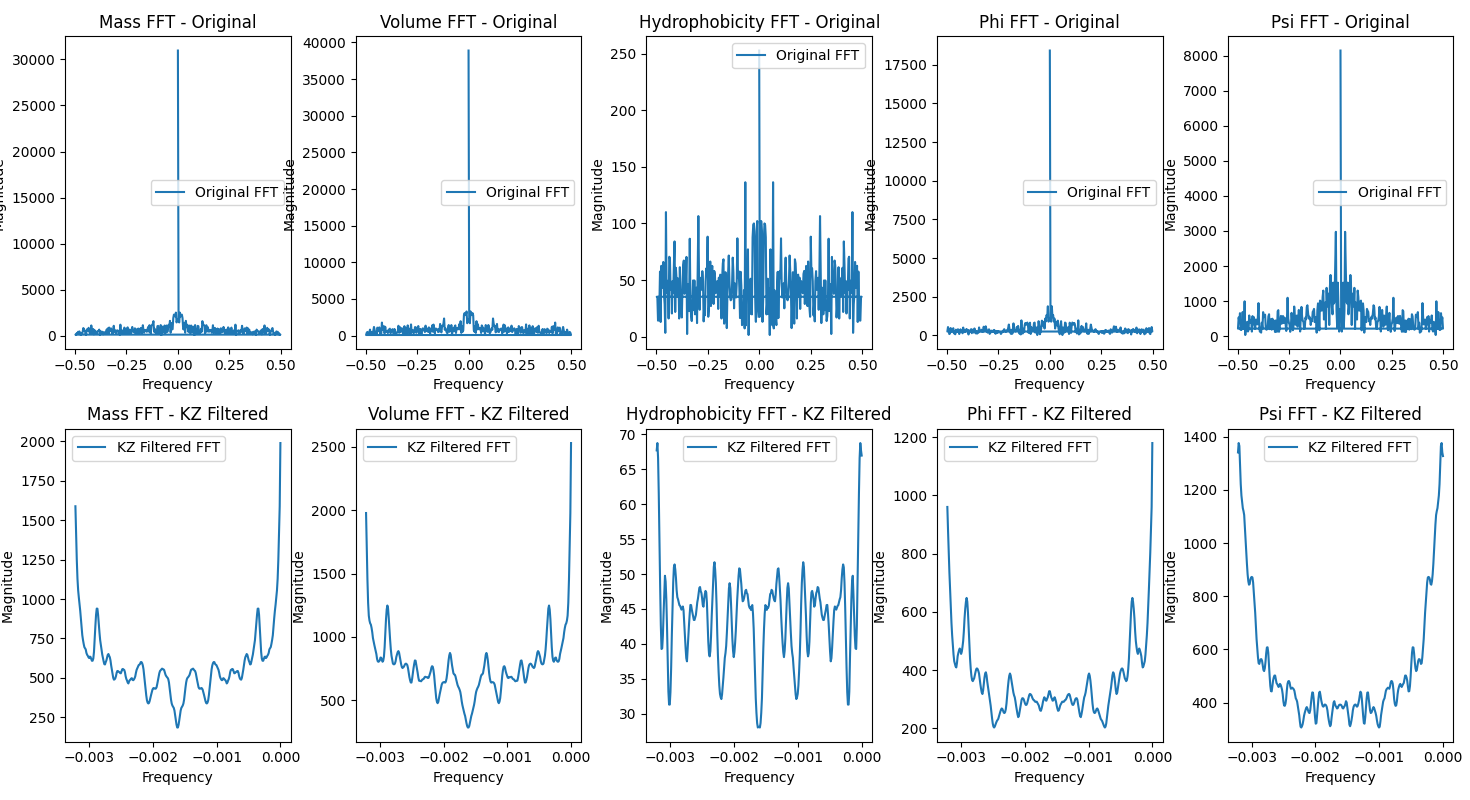 Mass FFT - Original
Volume FFT - Original
Hydrophobicity FFT - Original
Phi FFT - Original
Psi FFT - Original
30000
25000
20000
15000
10000
5000
0
Magnitude
Original FFT
−0.50 −0.25 0.00 0.25 0.50
Frequency
40000
35000
30000
25000
20000
15000
10000
5000
0
Magnitude
Original FFT
−0.50 −0.25 0.00 0.25 0.50
Frequency
250
200
150
100
50
0
Magnitude
Original FFT
−0.50 −0.25 0.00 0.25 0.50
Frequency
17500
15000
12500
10000
7500
5000
2500
0
Magnitude
Original FFT
−0.50 −0.25 0.00 0.25 0.50
Frequency
8000
7000
6000
5000
4000
3000
2000
1000
0
Magnitude
Original FFT
−0.50 −0.25 0.00 0.25 0.50
Frequency
Mass FFT - KZ Filtered
Volume FFT - KZ Filtered
Hydrophobicity FFT - KZ Filtered
Phi FFT - KZ Filtered
Psi FFT - KZ Filtered
2000
1750
1500
1250
1000
750
500
250
Magnitude
KZ Filtered FFT
−0.003 −0.002 −0.001 0.000
Frequency
2500
2000
1500
1000
500
Magnitude
KZ Filtered FFT
−0.003 −0.002 −0.001 0.000
Frequency
70
65
60
55
50
45
40
35
30
Magnitude
KZ Filtered FFT
−0.003 −0.002 −0.001 0.000
Frequency
1200
1000
800
600
400
200
Magnitude
KZ Filtered FFT
−0.003 −0.002 −0.001 0.000
Frequency
1400
1200
1000
800
600
400
Magnitude
KZ Filtered FFT
−0.003 −0.002 −0.001 0.000
Frequency